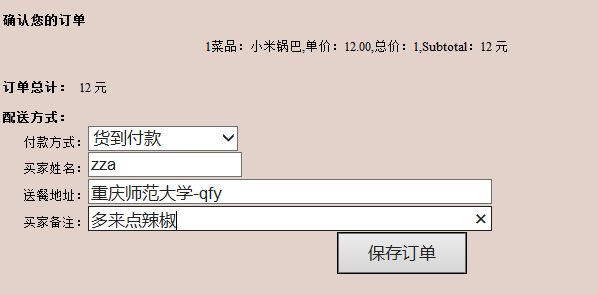 确认您的订单
1菜品：小米锅巴,单价：12.00,总价：1,Subtotal：12 元
订单总计： 12 元
配送方式：
付款方式：货到付款
买家姓名：zza
送餐地址：重庆师范大学-qfy
买家备注：多来点辣椒 ×
保存订单